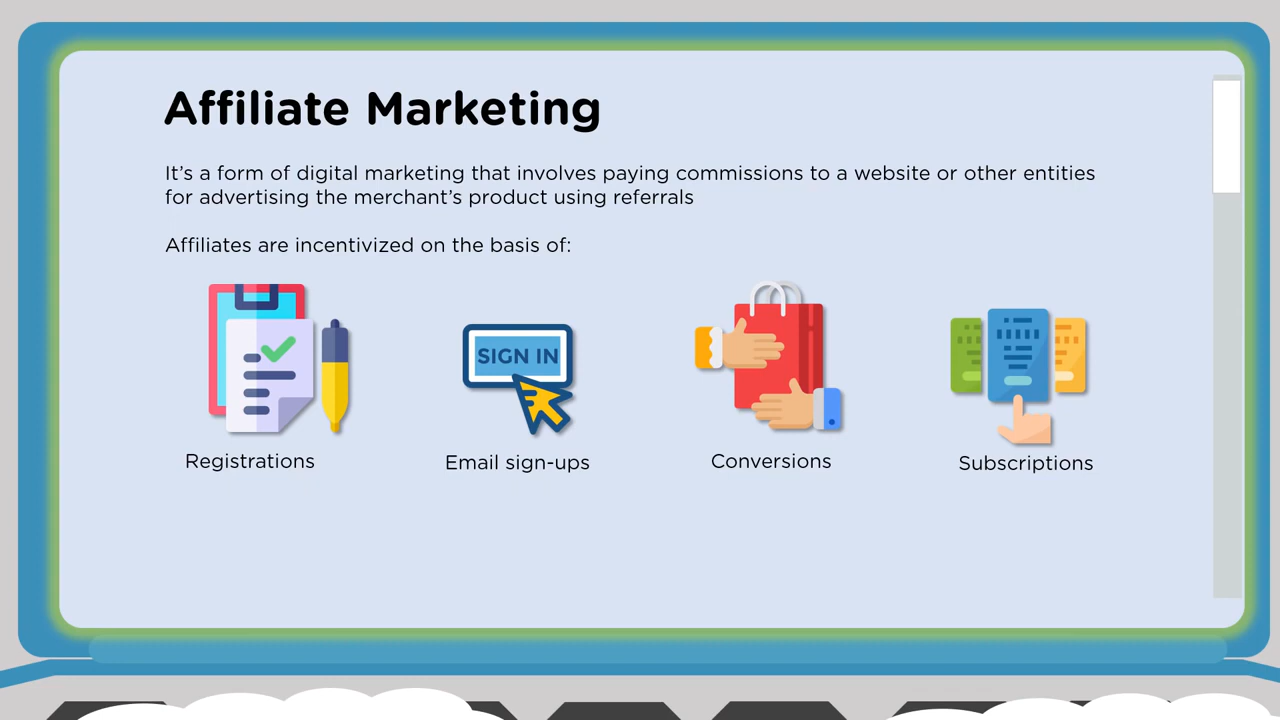 Affiliate Marketing
It's a form of digital marketing that involves paying commissions to a website or other entities
for advertising the merchant's product using referrals
Affiliates are incentivized on the basis of:
SIGN IN
Registrations
Email sign-ups
Conversions
Subscriptions